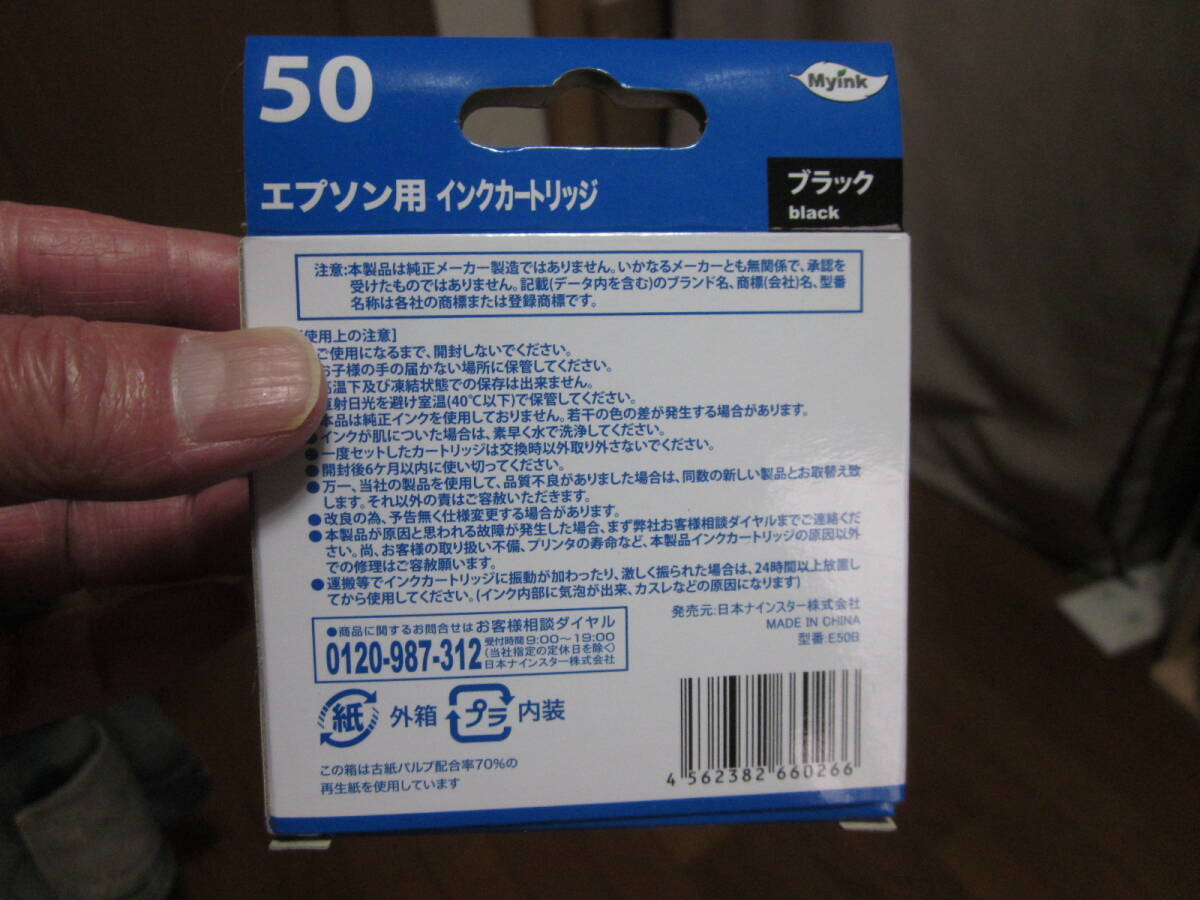 50
Myink
エプソン用 インクカートリッジ
ブラック
black
注意:本製品は純正メーカー製造ではありません。いかなるメーカーとも無関係で、承認を
受けたものではありません。記載(データ内を含む)のブランド名、商標(会社)名、型番
名称は各社の商標または登録商標です。
使用上の注意]
ご使用になるまで、開封しないでください。
お子様の手の届かない場所に保管してください。
高温下及び凍結状態での保存は出来ません。
直射日光を避け室温(40℃以下)で保管してください。
本品は純正インクを使用しておりません。若干の色の差が発生する場合があります。
●インクが肌についた場合は、素早く水で洗浄してください。
●一度セットしたカートリッジは交換時以外取り外さないでください。
●開封後6ケ月以内に使い切ってください。
●万一、当社の製品を使用して、品質不良がありました場合は、同数の新しい製品とお取替え致
します。それ以外の責はご容赦いただきます。
●改良の為、予告無く仕様変更する場合があります。
●本製品が原因と思われる故障が発生した場合、まず弊社お客様相談ダイヤルまでご連絡くだ
さい。尚、お客様の取り扱い不備、プリンタの寿命など、本製品インクカートリッジの原因以外
での修理はご容赦願います。
●運搬等でインクカートリッジに振動が加わったり、激しく振られた場合は、24時間以上放置し
てから使用してください。(インク内部に気泡が出来、カスレなどの原因になります)
●商品に関するお問合せは お客様相談ダイヤル
0120-987-312 受付時間 9:00～19:00
(当社指定の定休日を除く)
日本ナインスター株式会社
発売元:日本ナインスター株式会社
MADE IN CHINA
型番:E50B
紙 外箱 プラ 内装
この箱は古紙パルプ配合率70%の
再生紙を使用しています
4 562382 660266